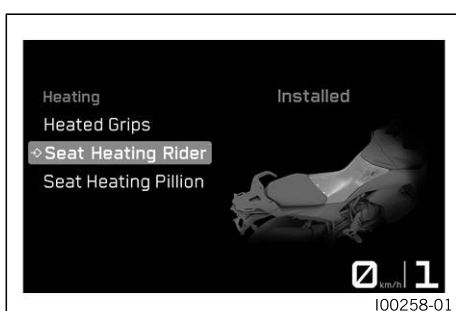 Heating
Installed
Heated Grips
Seat Heating Rider
Seat Heating Pillion
0 km/h 1
I00258-01